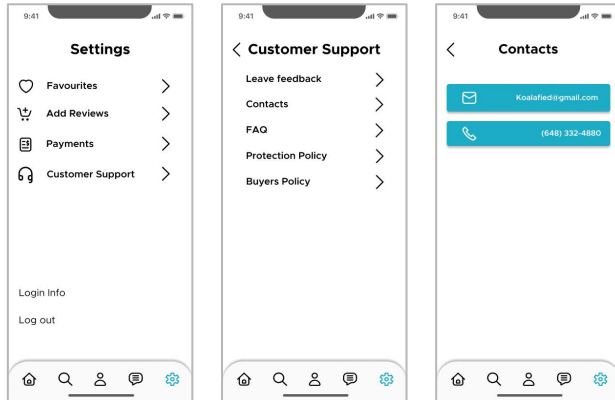 9:41
Settings
Favourites
Add Reviews
Payments
Customer Support
Login Info
Log out
9:41
Customer Support
Leave feedback
Contacts
FAQ
Protection Policy
Buyers Policy
9:41
Contacts
Koalafied@gmail.com
(648) 332-4880